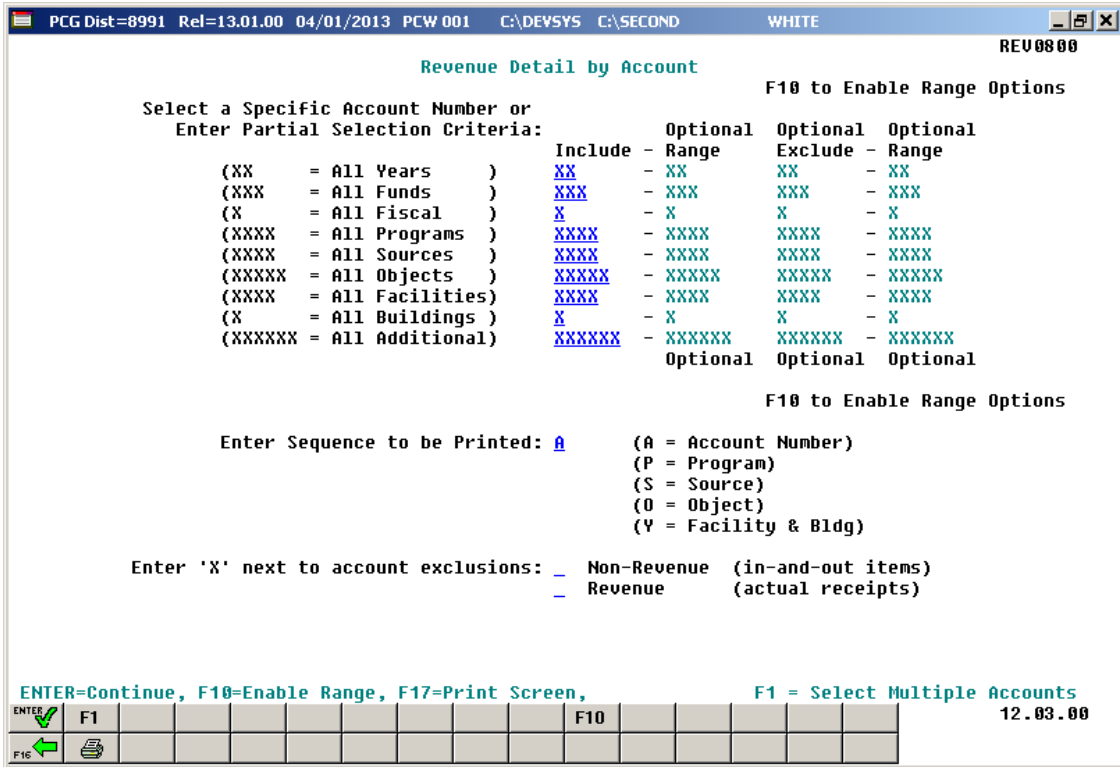 PCG Dist=8991 Rel=13.01.00 04/01/2013 PCW 001 C:\DEVSYS C:\SECOND WHITE
REV0800
Revenue Detail by Account
F10 to Enable Range Options
Select a Specific Account Number or
Enter Partial Selection Criteria: Optional Optional Optional
Include - Range Exclude - Range
(XX = All Years ) XX - XX XX - XX
(XXX = All Funds ) XXX - XXX XXX - XXX
(X = All Fiscal ) X - X X - X
(XXXX = All Programs ) XXXX - XXXX XXXX - XXXX
(XXXX = All Sources ) XXXX - XXXX XXXX - XXXX
(XXXXX = All Objects ) XXXXX - XXXXX XXXXX - XXXXX
(XXXX = All Facilities) XXXX - XXXX XXXX - XXXX
(X = All Buildings ) X - X X - X
(XXXXXX = All Additional) XXXXXX - XXXXXX XXXXXX - XXXXXX
Optional Optional Optional
F10 to Enable Range Options
Enter Sequence to be Printed: A (A = Account Number)
(P = Program)
(S = Source)
(O = Object)
(Y = Facility & Bldg)
Enter 'X' next to account exclusions: _ Non-Revenue (in-and-out items)
_ Revenue (actual receipts)
ENTER=Continue, F10=Enable Range, F17=Print Screen, F1 = Select Multiple Accounts
ENTER F1 F10 12.03.00
F16